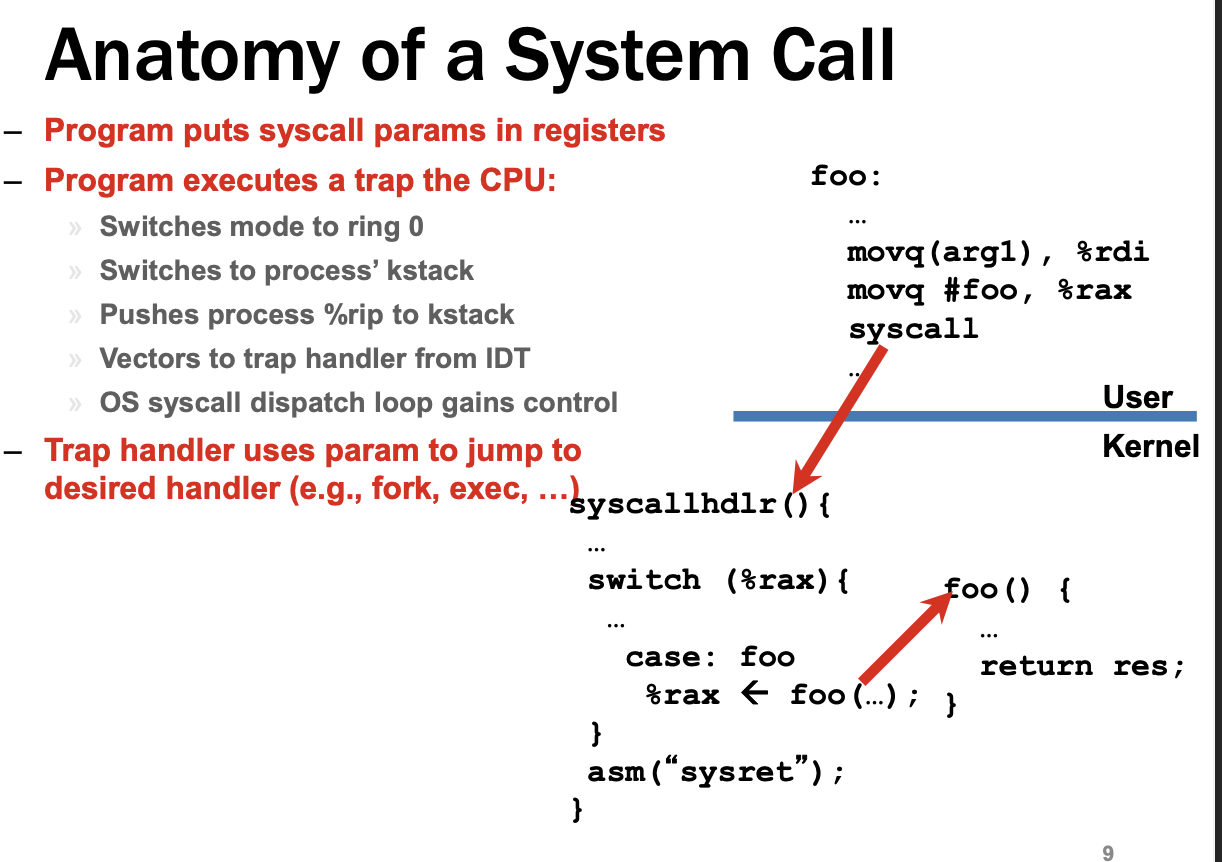 Anatomy of a System Call
– Program puts syscall params in registers
– Program executes a trap the CPU:
» Switches mode to ring 0
» Switches to process’ kstack
» Pushes process %rip to kstack
» Vectors to trap handler from IDT
» OS syscall dispatch loop gains control
– Trap handler uses param to jump to
desired handler (e.g., fork, exec, …)
foo:
…
movq(arg1), %rdi
movq #foo, %rax
syscall
…
User
Kernel
syscallhdlr(){
…
switch (%rax){
…
case: foo
%rax ← foo(…);
}
asm(“sysret”);
}
foo() {
…
return res;
}
9